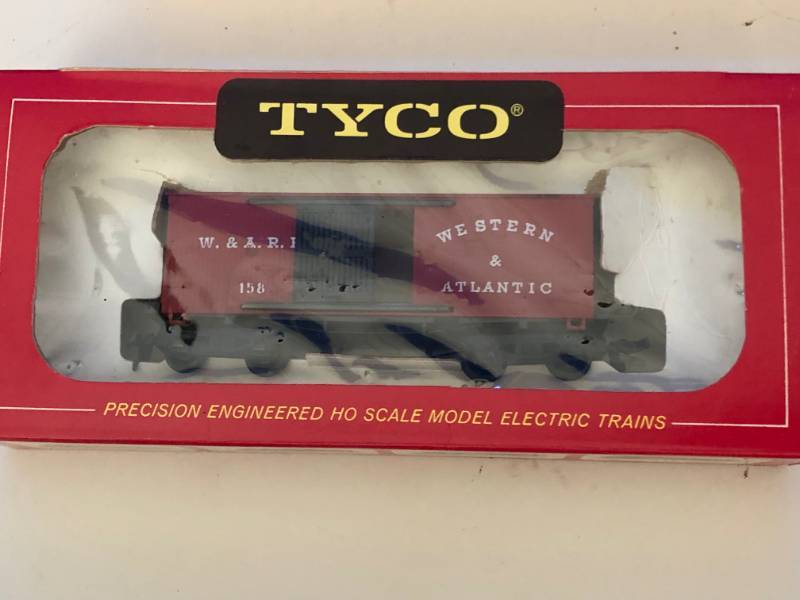 TYCO®
W. & A. R.
158
WESTERN
&
ATLANTIC
PRECISION ENGINEERED HO SCALE MODEL ELECTRIC TRAINS